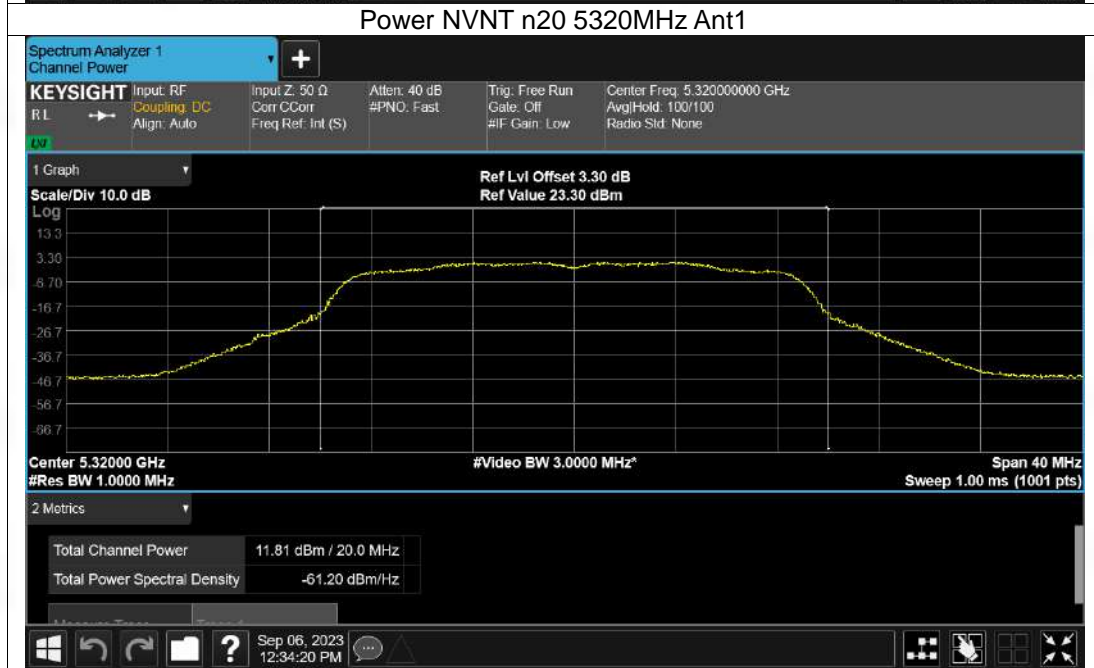 Power NVNT n20 5320MHz Ant1
Spectrum Analyzer 1
Channel Power
+
KEYSIGHT Input: RF Input Z: 50 Ω Atten: 40 dB Trig: Free Run Center Freq: 5.320000000 GHz
RL Coupling: DC Corr CCorr #PNO: Fast Gate: Off Avg|Hold: 100/100
Align: Auto Freq Ref: Int (S) #IF Gain: Low Radio Std: None
LXI
1 Graph
Ref Lvl Offset 3.30 dB
Scale/Div 10.0 dB Ref Value 23.30 dBm
Log
13.3
3.30
-6.70
-16.7
-26.7
-36.7
-46.7
-56.7
-66.7
Center 5.32000 GHz #Video BW 3.0000 MHz* Span 40 MHz
#Res BW 1.0000 MHz Sweep 1.00 ms (1001 pts)
2 Metrics
Total Channel Power 11.81 dBm / 20.0 MHz
Total Power Spectral Density -61.20 dBm/Hz
? Sep 06, 2023
12:34:20 PM